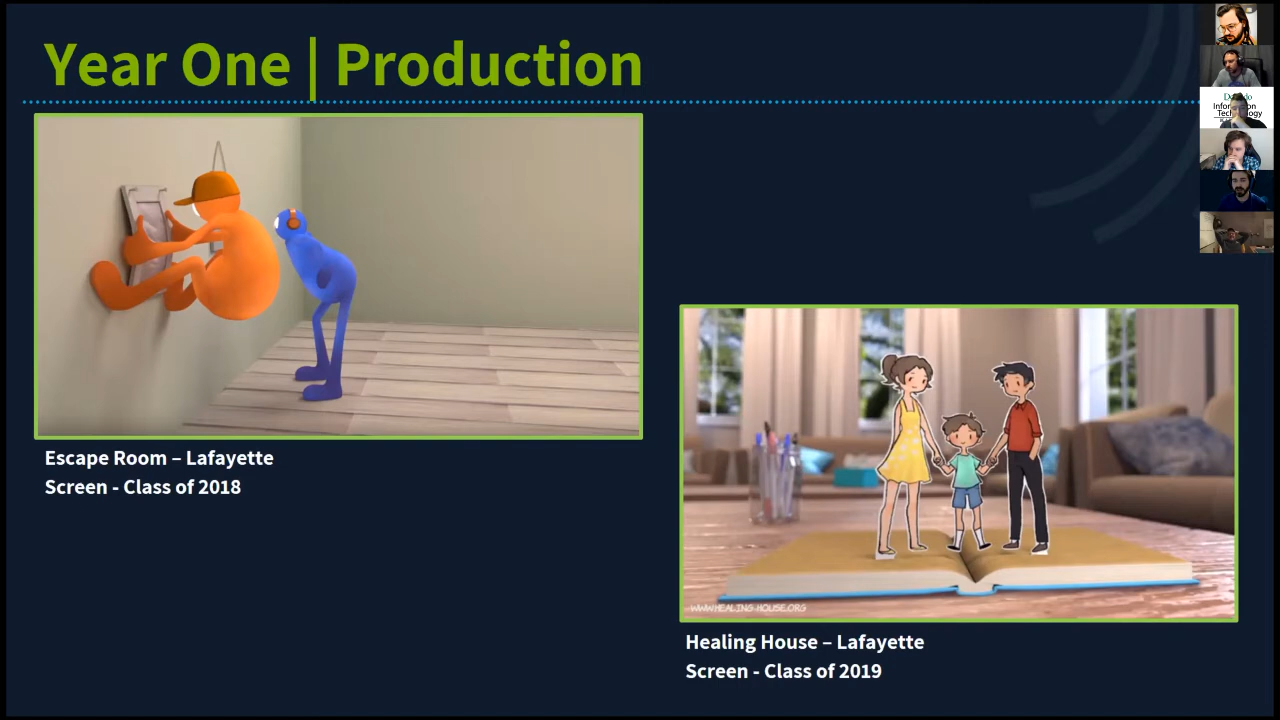 Year One | Production
Escape Room – Lafayette
Screen - Class of 2018
WWW.HEALING-HOUSE.ORG
Healing House – Lafayette
Screen - Class of 2019